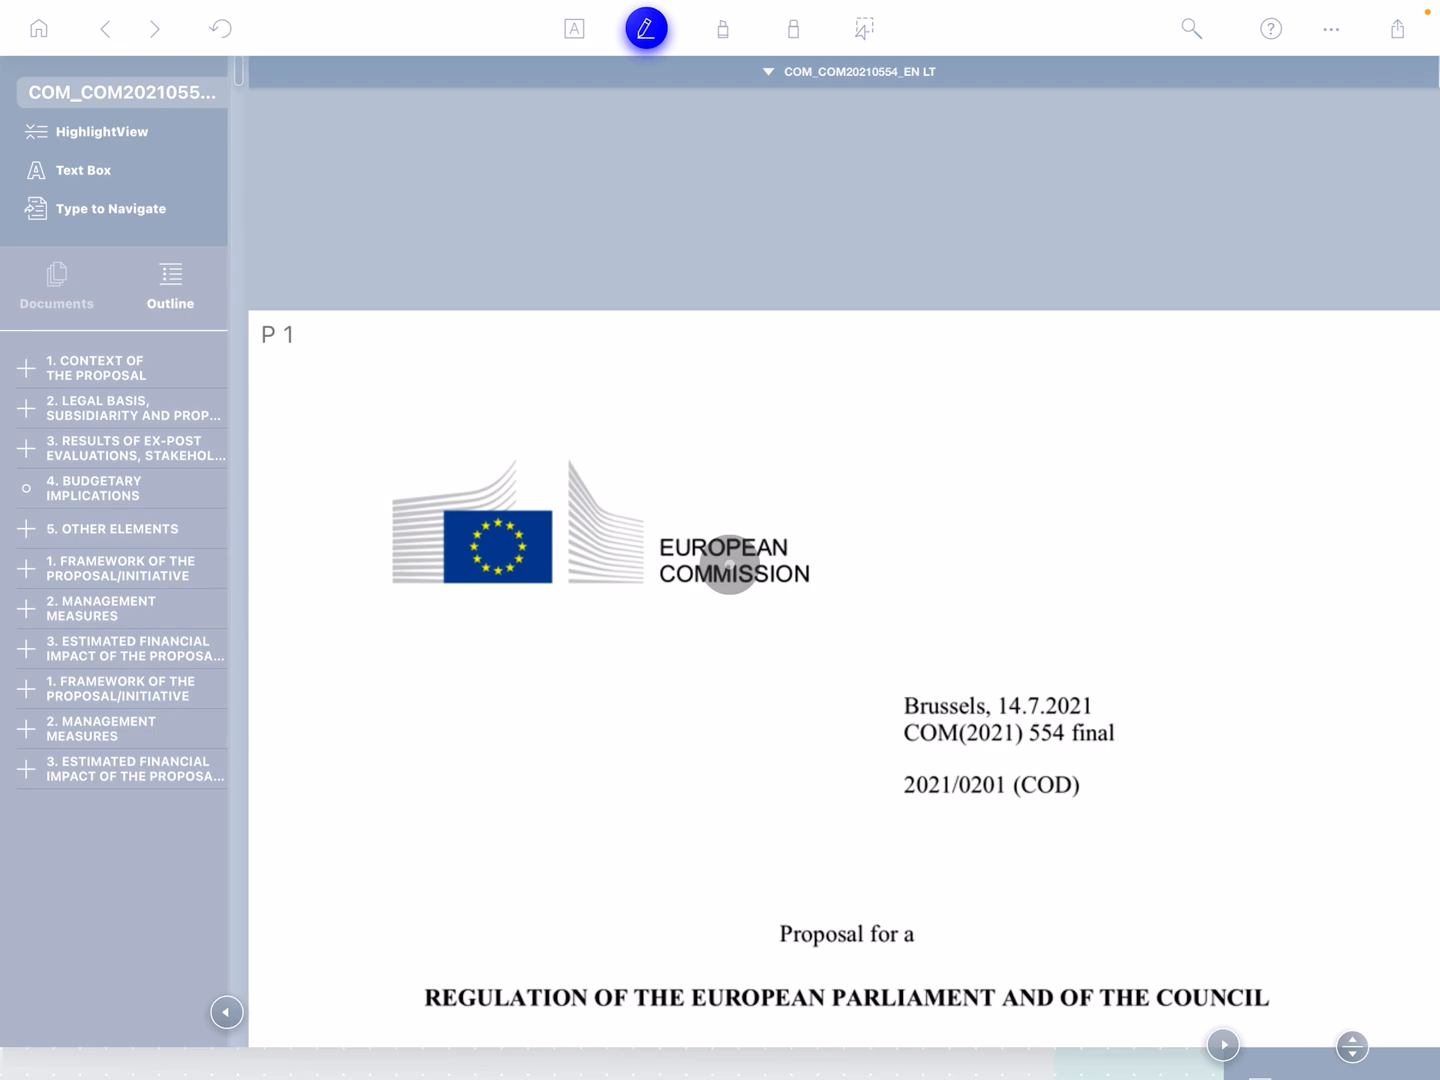 A
COM_COM20210554_EN LT
COM_COM2021055...
HighlightView
Text Box
Type to Navigate
Documents
Outline
1. CONTEXT OF
THE PROPOSAL
2. LEGAL BASIS,
SUBSIDIARITY AND PROP...
3. RESULTS OF EX-POST
EVALUATIONS, STAKEHOL...
4. BUDGETARY
IMPLICATIONS
5. OTHER ELEMENTS
1. FRAMEWORK OF THE
PROPOSAL/INITIATIVE
2. MANAGEMENT
MEASURES
3. ESTIMATED FINANCIAL
IMPACT OF THE PROPOSA...
1. FRAMEWORK OF THE
PROPOSAL/INITIATIVE
2. MANAGEMENT
MEASURES
3. ESTIMATED FINANCIAL
IMPACT OF THE PROPOSA...
P 1
EUROPEAN
COMMISSION
Brussels, 14.7.2021
COM(2021) 554 final
2021/0201 (COD)
Proposal for a
REGULATION OF THE EUROPEAN PARLIAMENT AND OF THE COUNCIL